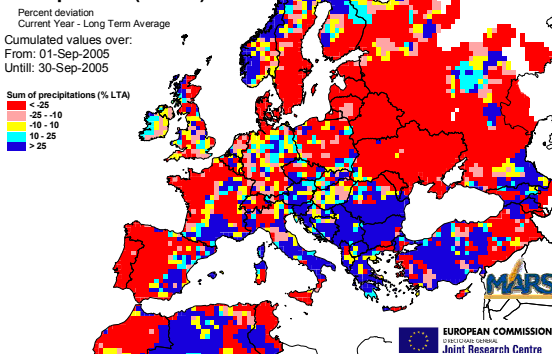 Percent deviation
Current Year - Long Term Average
Cumulated values over:
From: 01-Sep-2005
Untill: 30-Sep-2005
Sum of precipitations (% LTA)
< -25
-25 - -10
-10 - 10
10 - 25
> 25
MARS
EUROPEAN COMMISSION
DIRECTORATE GENERAL
Joint Research Centre